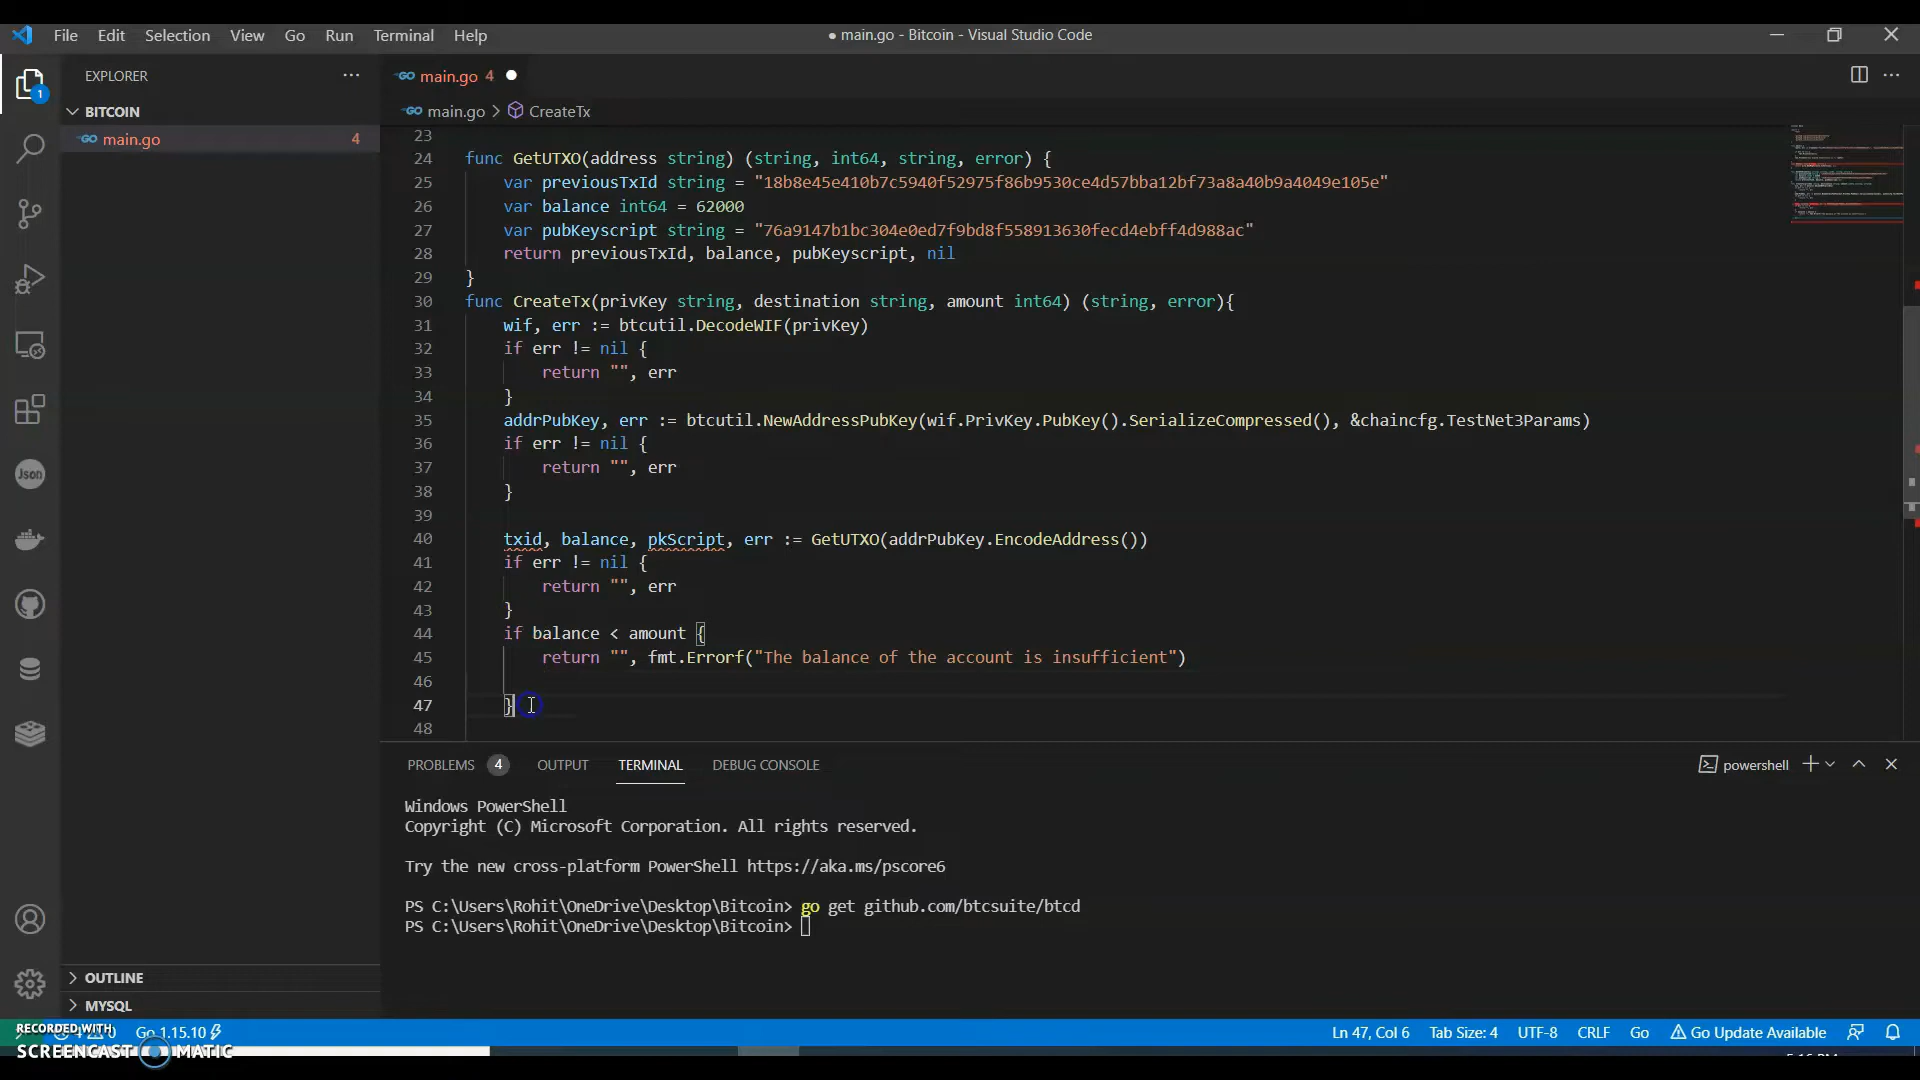 File Edit Selection View Go Run Terminal Help
● main.go - Bitcoin - Visual Studio Code
EXPLORER
main.go 4
BITCOIN
main.go > CreateTx
main.go 4
23
24 func GetUTXO(address string) (string, int64, string, error) {
25 var previousTxId string = "18b8e45e410b7c5940f52975f86b9530ce4d57bba12bf73a8a40b9a4049e105e"
26 var balance int64 = 62000
27 var pubKeyscript string = "76a9147b1bc304e0ed7f9bd8f558913630fecd4ebff4d988ac"
28 return previousTxId, balance, pubKeyscript, nil
29 }
30 func CreateTx(privKey string, destination string, amount int64) (string, error){
31 wif, err := btcutil.DecodeWIF(privKey)
32 if err != nil {
33 return "", err
34 }
35 addrPubKey, err := btcutil.NewAddressPubKey(wif.PrivKey.PubKey().SerializeCompressed(), &chaincfg.TestNet3Params)
36 if err != nil {
37 return "", err
38 }
39
40 txid, balance, pkScript, err := GetUTXO(addrPubKey.EncodeAddress())
41 if err != nil {
42 return "", err
43 }
44 if balance < amount {
45 return "", fmt.Errorf("The balance of the account is insufficient")
46
47 }
48
PROBLEMS 4 OUTPUT TERMINAL DEBUG CONSOLE
powershell
Windows PowerShell
Copyright (C) Microsoft Corporation. All rights reserved.
Try the new cross-platform PowerShell https://aka.ms/pscore6
PS C:\Users\Rohit\OneDrive\Desktop\Bitcoin> go get github.com/btcsuite/btcd
PS C:\Users\Rohit\OneDrive\Desktop\Bitcoin>
1
Json
OUTLINE
MYSQL
Go 1.15.10
Ln 47, Col 6 Tab Size: 4 UTF-8 CRLF Go Go Update Available
RECORDED WITH
SCREENCAST MATIC